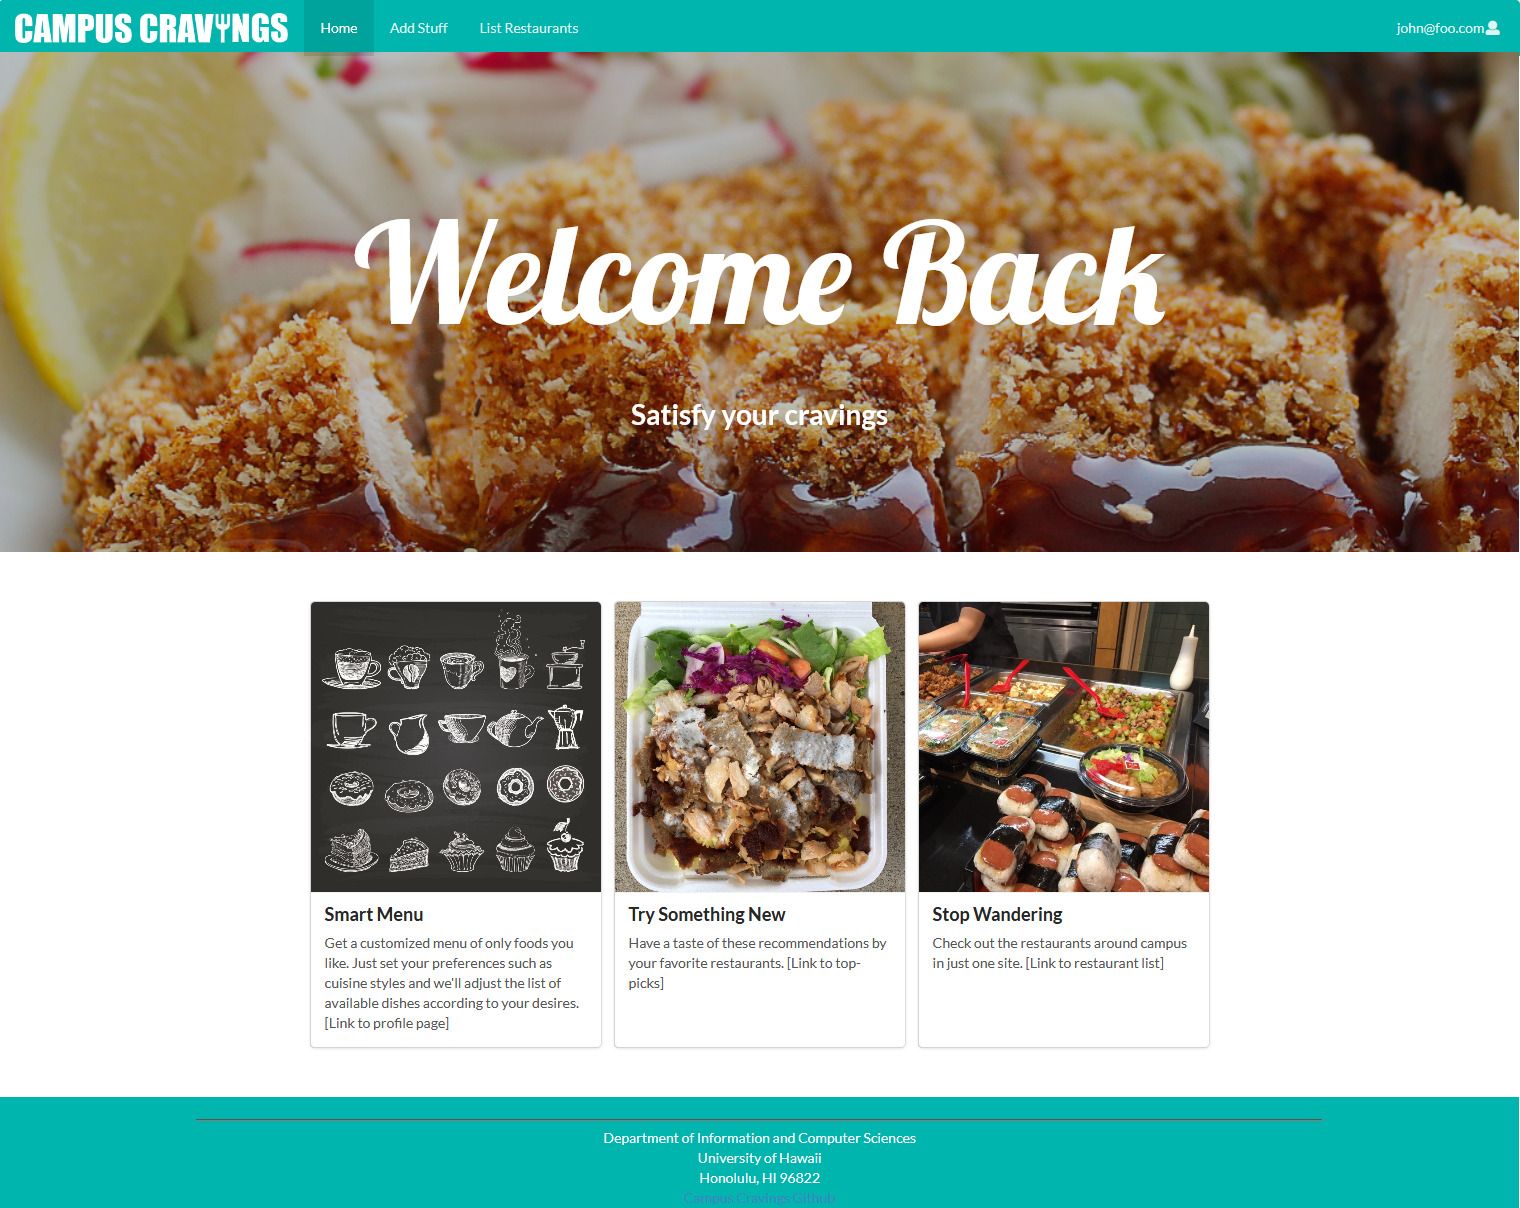 CAMPUS CRAVINGS
Home
Add Stuff
List Restaurants
john@foo.com
Welcome Back
Satisfy your cravings
Smart Menu
Get a customized menu of only foods you
like. Just set your preferences such as
cuisine styles and we'll adjust the list of
available dishes according to your desires.
[Link to profile page]
Try Something New
Have a taste of these recommendations by
your favorite restaurants. [Link to top-
picks]
Stop Wandering
Check out the restaurants around campus
in just one site. [Link to restaurant list]
Department of Information and Computer Sciences
University of Hawaii
Honolulu, HI 96822
Campus Cravings Github